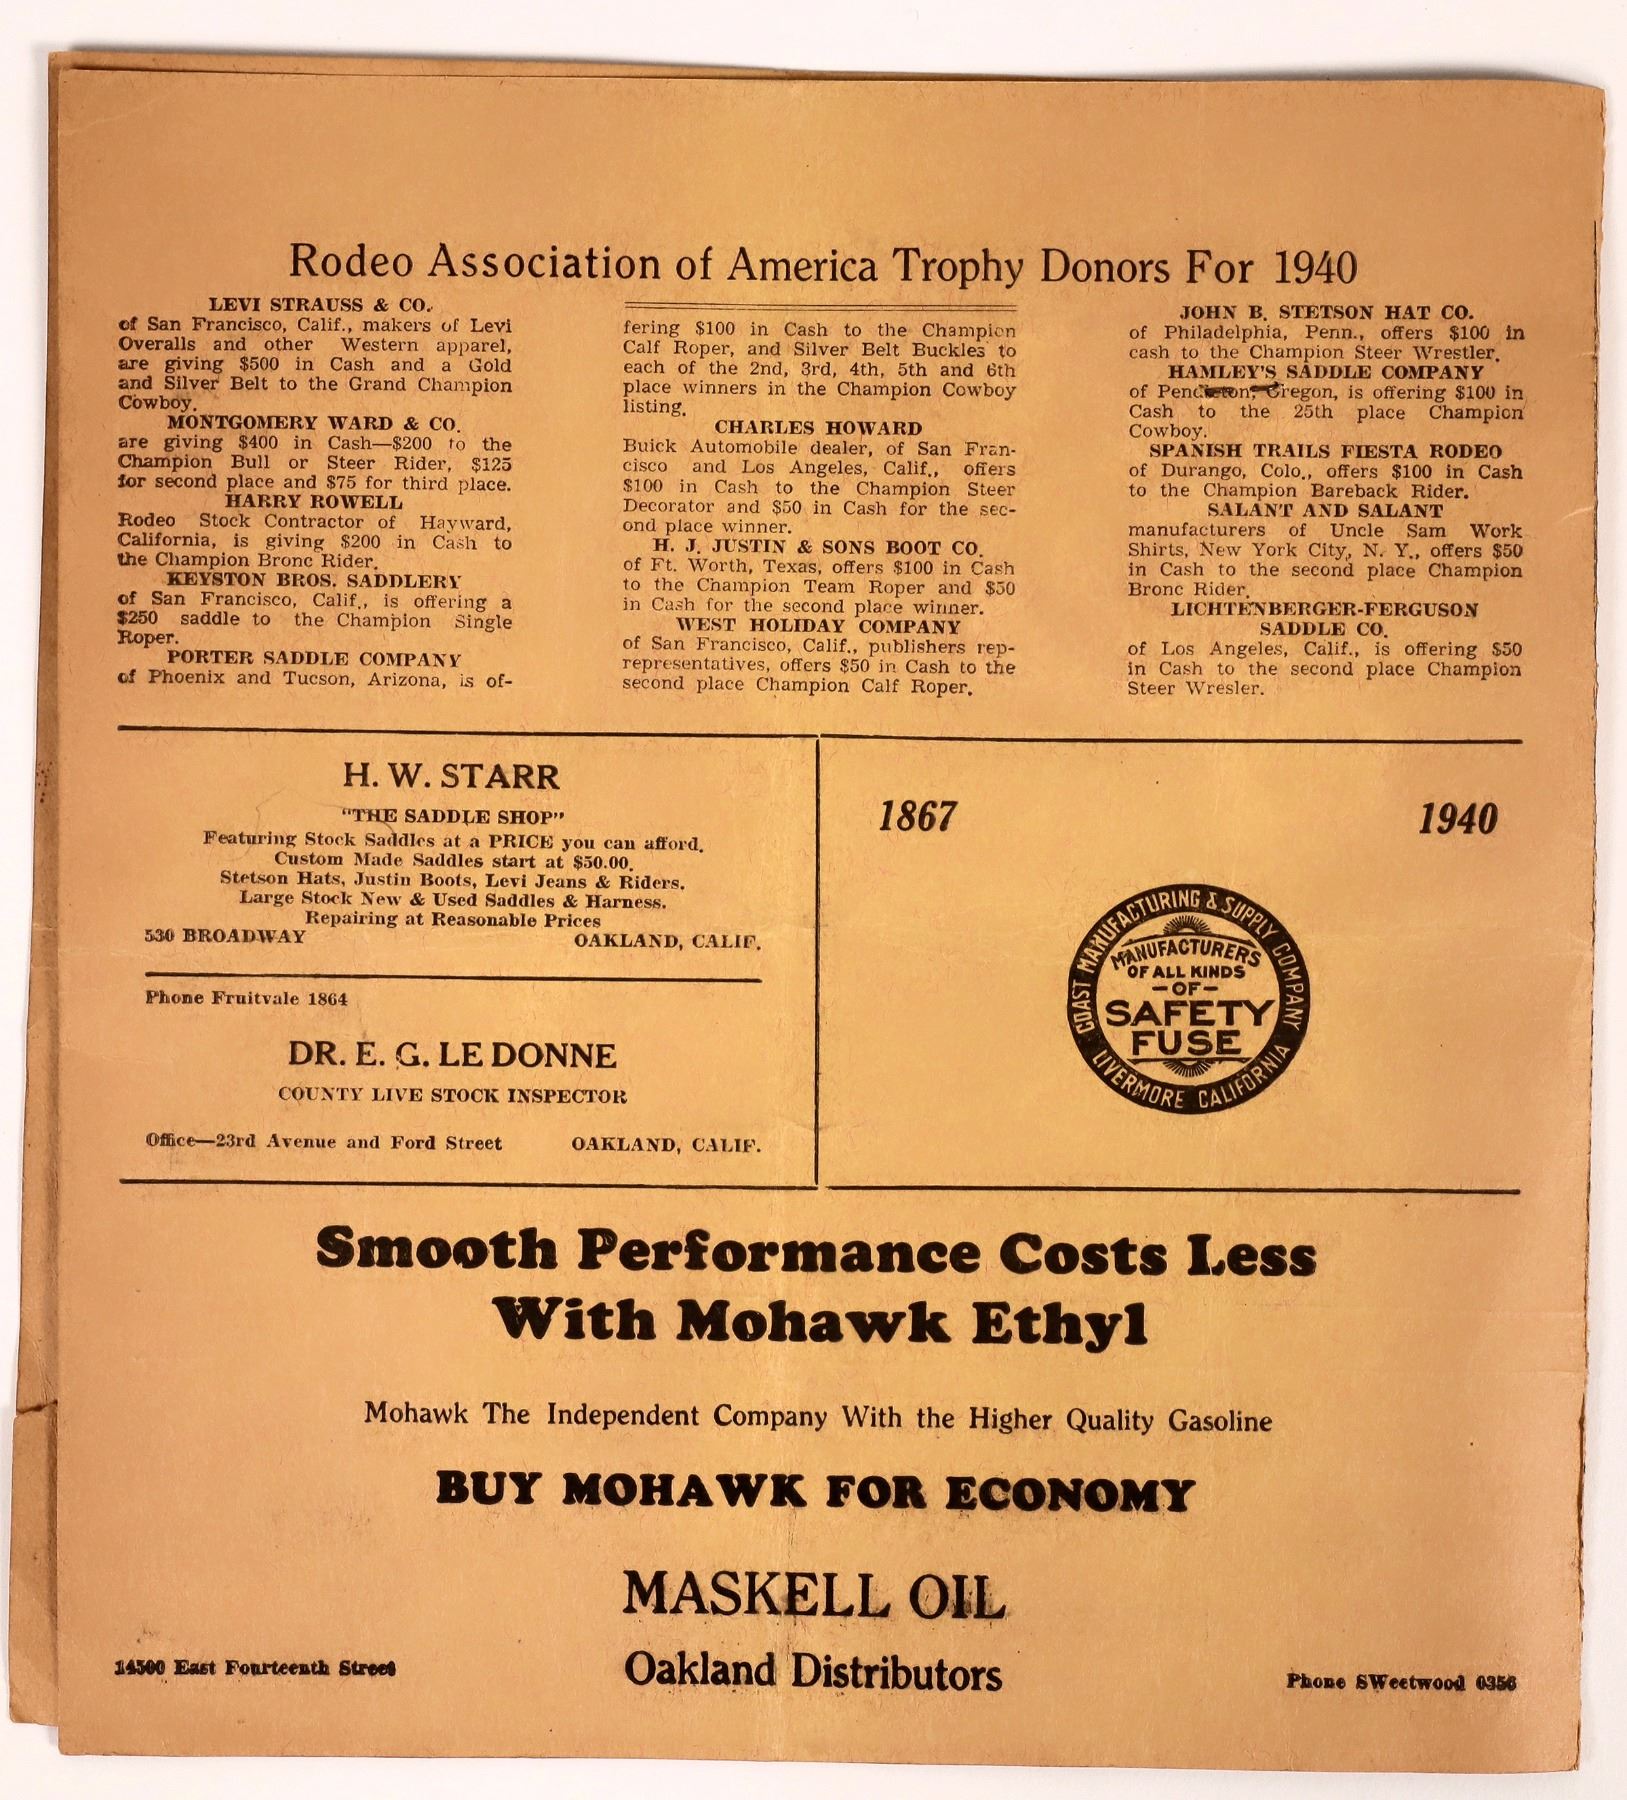 Rodeo Association of America Trophy Donors For 1940
LEVI STRAUSS & CO.
of San Francisco, Calif., makers of Levi
Overalls and other Western apparel,
are giving $500 in Cash and a Gold
and Silver Belt to the Grand Champion
Cowboy.
MONTGOMERY WARD & CO.
are giving $400 in Cash—$200 to the
Champion Bull or Steer Rider, $125
for second place and $75 for third place.
HARRY ROWELL
Rodeo Stock Contractor of Hayward,
California, is giving $200 in Cash to
the Champion Bronc Rider.
KEYSTON BROS. SADDLERY
of San Francisco, Calif., is offering a
$250 saddle to the Champion Single
Roper.
PORTER SADDLE COMPANY
of Phoenix and Tucson, Arizona, is of-
fering $100 in Cash to the Champion
Calf Roper, and Silver Belt Buckles to
each of the 2nd, 3rd, 4th, 5th and 6th
place winners in the Champion Cowboy
listing.
CHARLES HOWARD
Buick Automobile dealer, of San Fran-
cisco and Los Angeles, Calif., offers
$100 in Cash to the Champion Steer
Decorator and $50 in Cash for the sec-
ond place winner.
H. J. JUSTIN & SONS BOOT CO.
of Ft. Worth, Texas, offers $100 in Cash
to the Champion Team Roper and $50
in Cash for the second place winner.
WEST HOLIDAY COMPANY
of San Francisco, Calif., publishers rep-
representatives, offers $50 in Cash to the
second place Champion Calf Roper.
JOHN B. STETSON HAT CO.
of Philadelphia, Penn., offers $100 in
cash to the Champion Steer Wrestler.
HAMLEY'S SADDLE COMPANY
of Pendleton, Oregon, is offering $100 in
Cash to the 25th place Champion
Cowboy.
SPANISH TRAILS FIESTA RODEO
of Durango, Colo., offers $100 in Cash
to the Champion Bareback Rider.
SALANT AND SALANT
manufacturers of Uncle Sam Work
Shirts, New York City, N. Y., offers $50
in Cash to the second place Champion
Bronc Rider.
LICHTENBERGER-FERGUSON
SADDLE CO.
of Los Angeles, Calif., is offering $50
in Cash to the second place Champion
Steer Wresler.
H. W. STARR
"THE SADDLE SHOP"
Featuring Stock Saddles at a PRICE you can afford.
Custom Made Saddles start at $50.00.
Stetson Hats, Justin Boots, Levi Jeans & Riders.
Large Stock New & Used Saddles & Harness.
Repairing at Reasonable Prices
530 BROADWAY OAKLAND, CALIF.
Phone Fruitvale 1864
DR. E. G. LE DONNE
COUNTY LIVE STOCK INSPECTOR
Office—23rd Avenue and Ford Street OAKLAND, CALIF.
1867 1940
COAST MANUFACTURING & SUPPLY COMPANY
MANUFACTURERS
OF ALL KINDS
—OF—
SAFETY
FUSE
LIVERMORE CALIFORNIA
Smooth Performance Costs Less
With Mohawk Ethyl
Mohawk The Independent Company With the Higher Quality Gasoline
BUY MOHAWK FOR ECONOMY
MASKELL OIL
14500 East Fourteenth Street Oakland Distributors Phone SWeetwood 0356